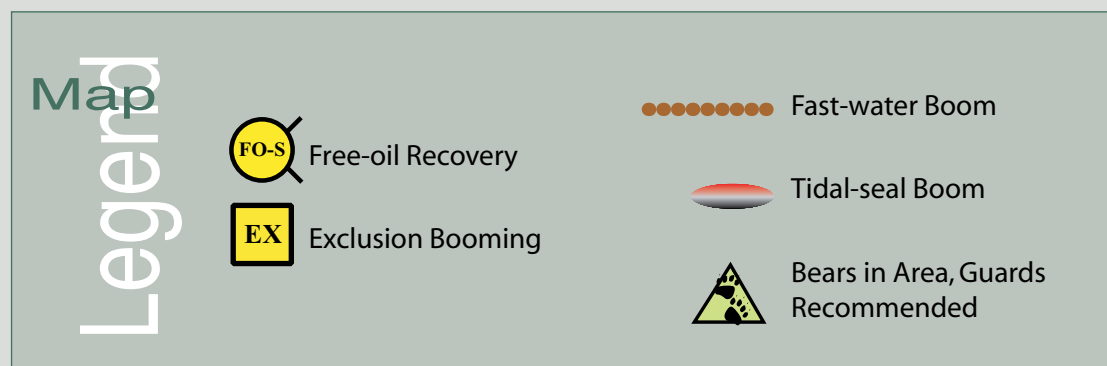 Map
Legend
FO-S
Free-oil Recovery
EX
Exclusion Booming
Fast-water Boom
Tidal-seal Boom
Bears in Area, Guards
Recommended